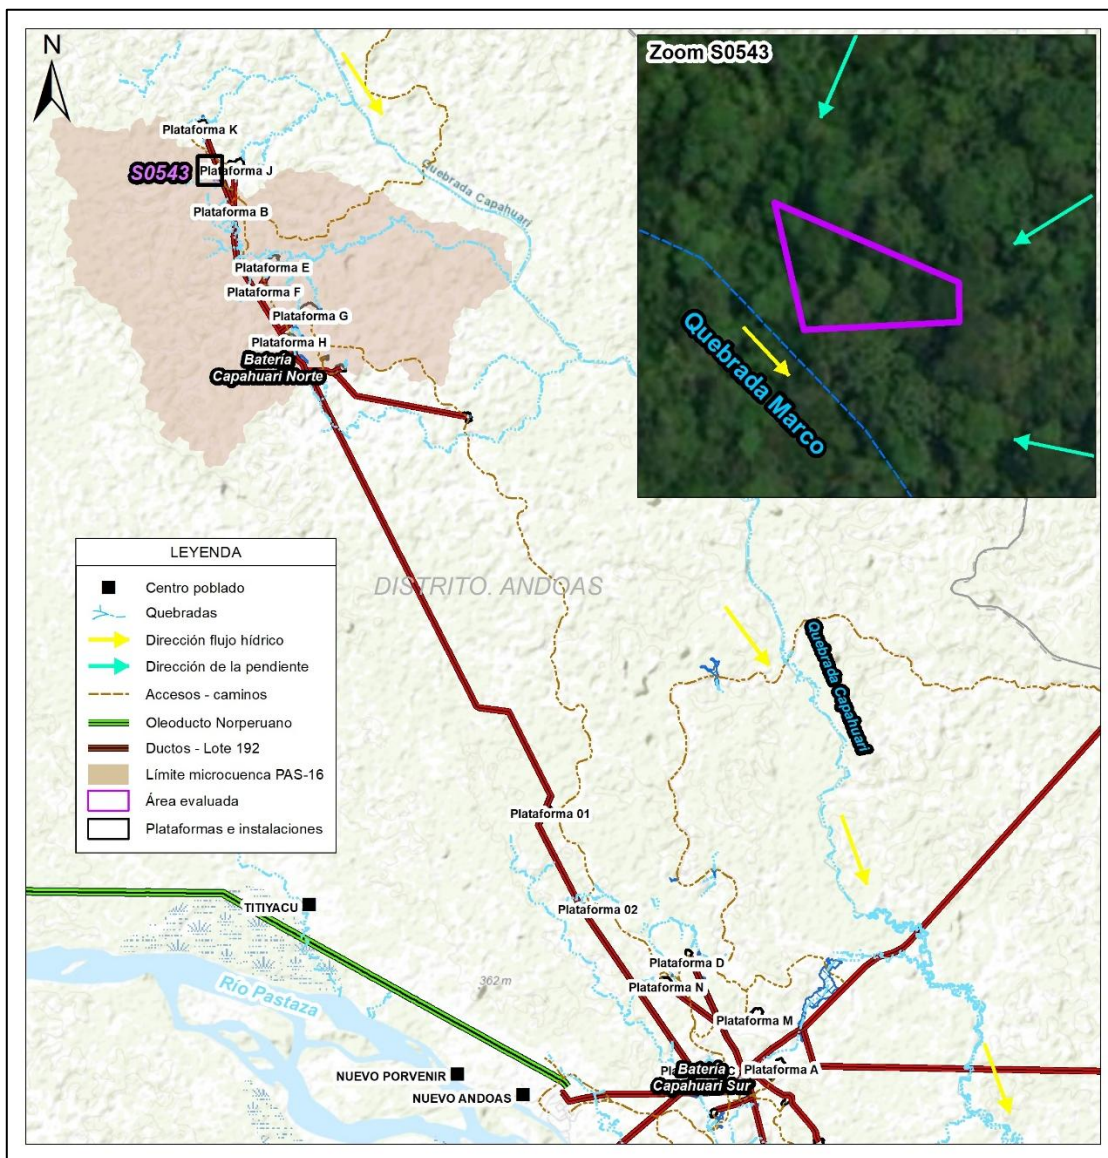 N
Zoom S0543
Plataforma K
S0543
Plataforma J
Plataforma B
Quebrada Capahuari
Plataforma E
Plataforma F
Plataforma G
Plataforma H
Batería
Capahuari Norte
Quebrada Marco
LEYENDA
Centro poblado
Quebradas
Dirección flujo hídrico
Dirección de la pendiente
Accesos - caminos
Oleoducto Norperuano
Ductos - Lote 192
Límite microcuenca PAS-16
Área evaluada
Plataformas e instalaciones
DISTRITO. ANDOAS
Quebrada Capahuari
Plataforma 01
TITIYACU
Plataforma 02
Plataforma D
362 m
Plataforma N
Río Pastaza
Plataforma M
NUEVO PORVENIR
Plataforma A
Batería
Capahuari Sur
NUEVO ANDOAS